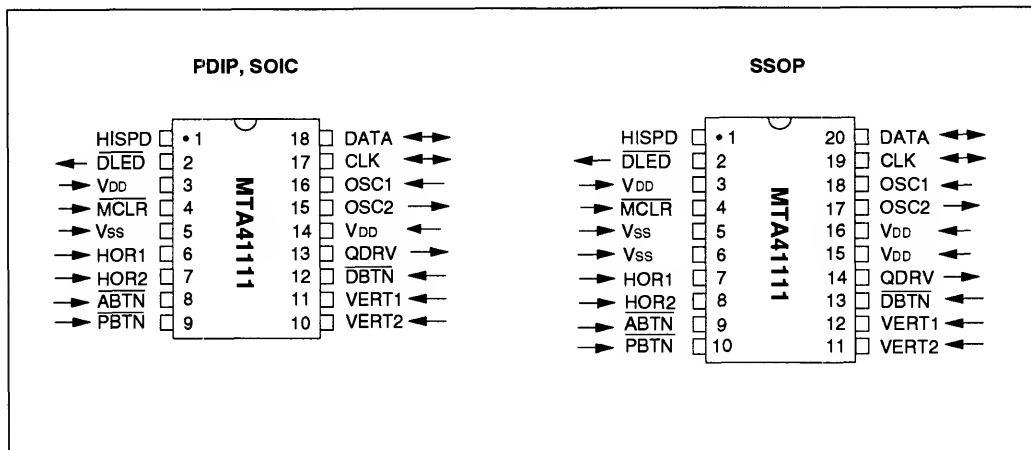 PDIP, SOIC
HISPD 1 18 DATA
DLED 2 17 CLK
VDD 3 16 OSC1
MCLR 4 15 OSC2
VSS 5 14 VDD
HOR1 6 13 QDRV
HOR2 7 12 DBTN
ABTN 8 11 VERT1
PBTN 9 10 VERT2
MTA41111
SSOP
HISPD 1 20 DATA
DLED 2 19 CLK
VDD 3 18 OSC1
MCLR 4 17 OSC2
VSS 5 16 VDD
VSS 6 15 VDD
HOR1 7 14 QDRV
HOR2 8 13 DBTN
ABTN 9 12 VERT1
PBTN 10 11 VERT2
MTA41111